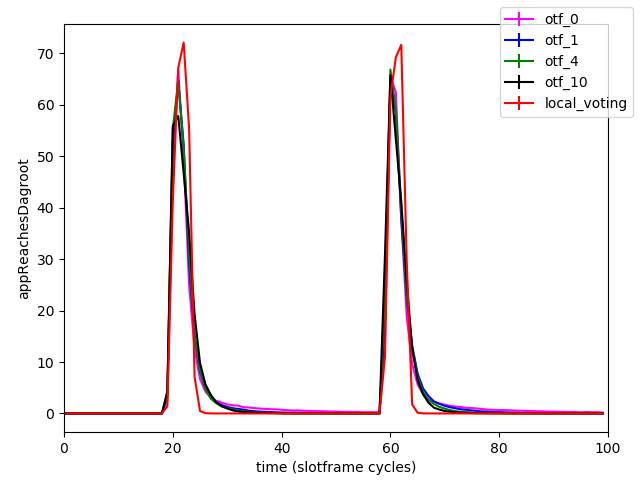 otf_0
otf_1
otf_4
otf_10
local_voting
appReachesDagroot
70
60
50
40
30
20
10
0
0 20 40 60 80 100
time (slotframe cycles)